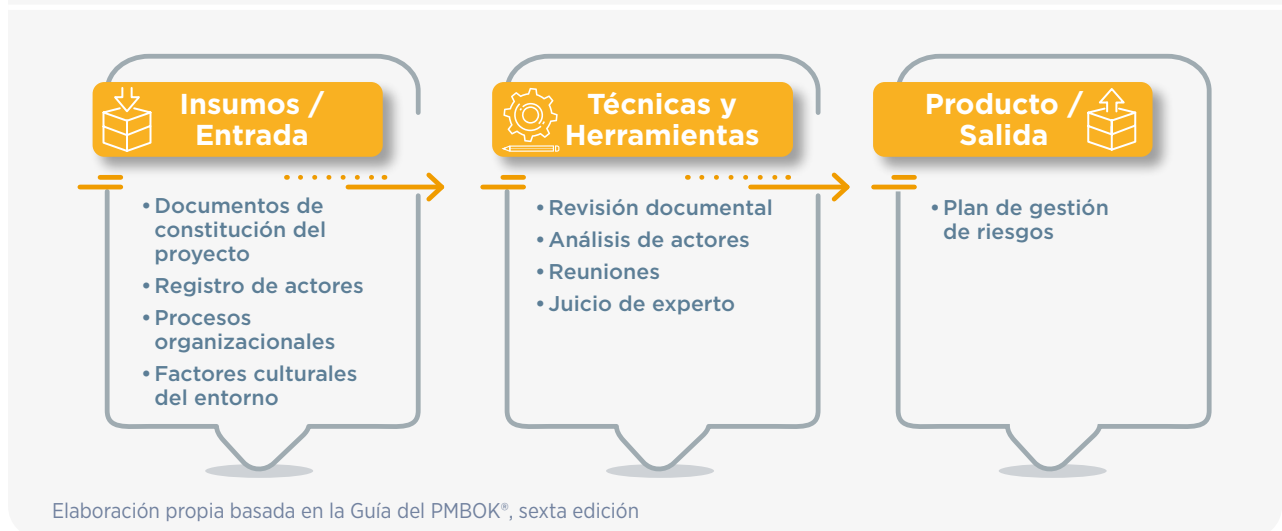 Insumos /
Entrada
• Documentos de
constitución del
proyecto
• Registro de actores
• Procesos
organizacionales
• Factores culturales
del entorno
Técnicas y
Herramientas
• Revisión documental
• Análisis de actores
• Reuniones
• Juicio de experto
Producto /
Salida
• Plan de gestión
de riesgos
Elaboración propia basada en la Guía del PMBOK®, sexta edición